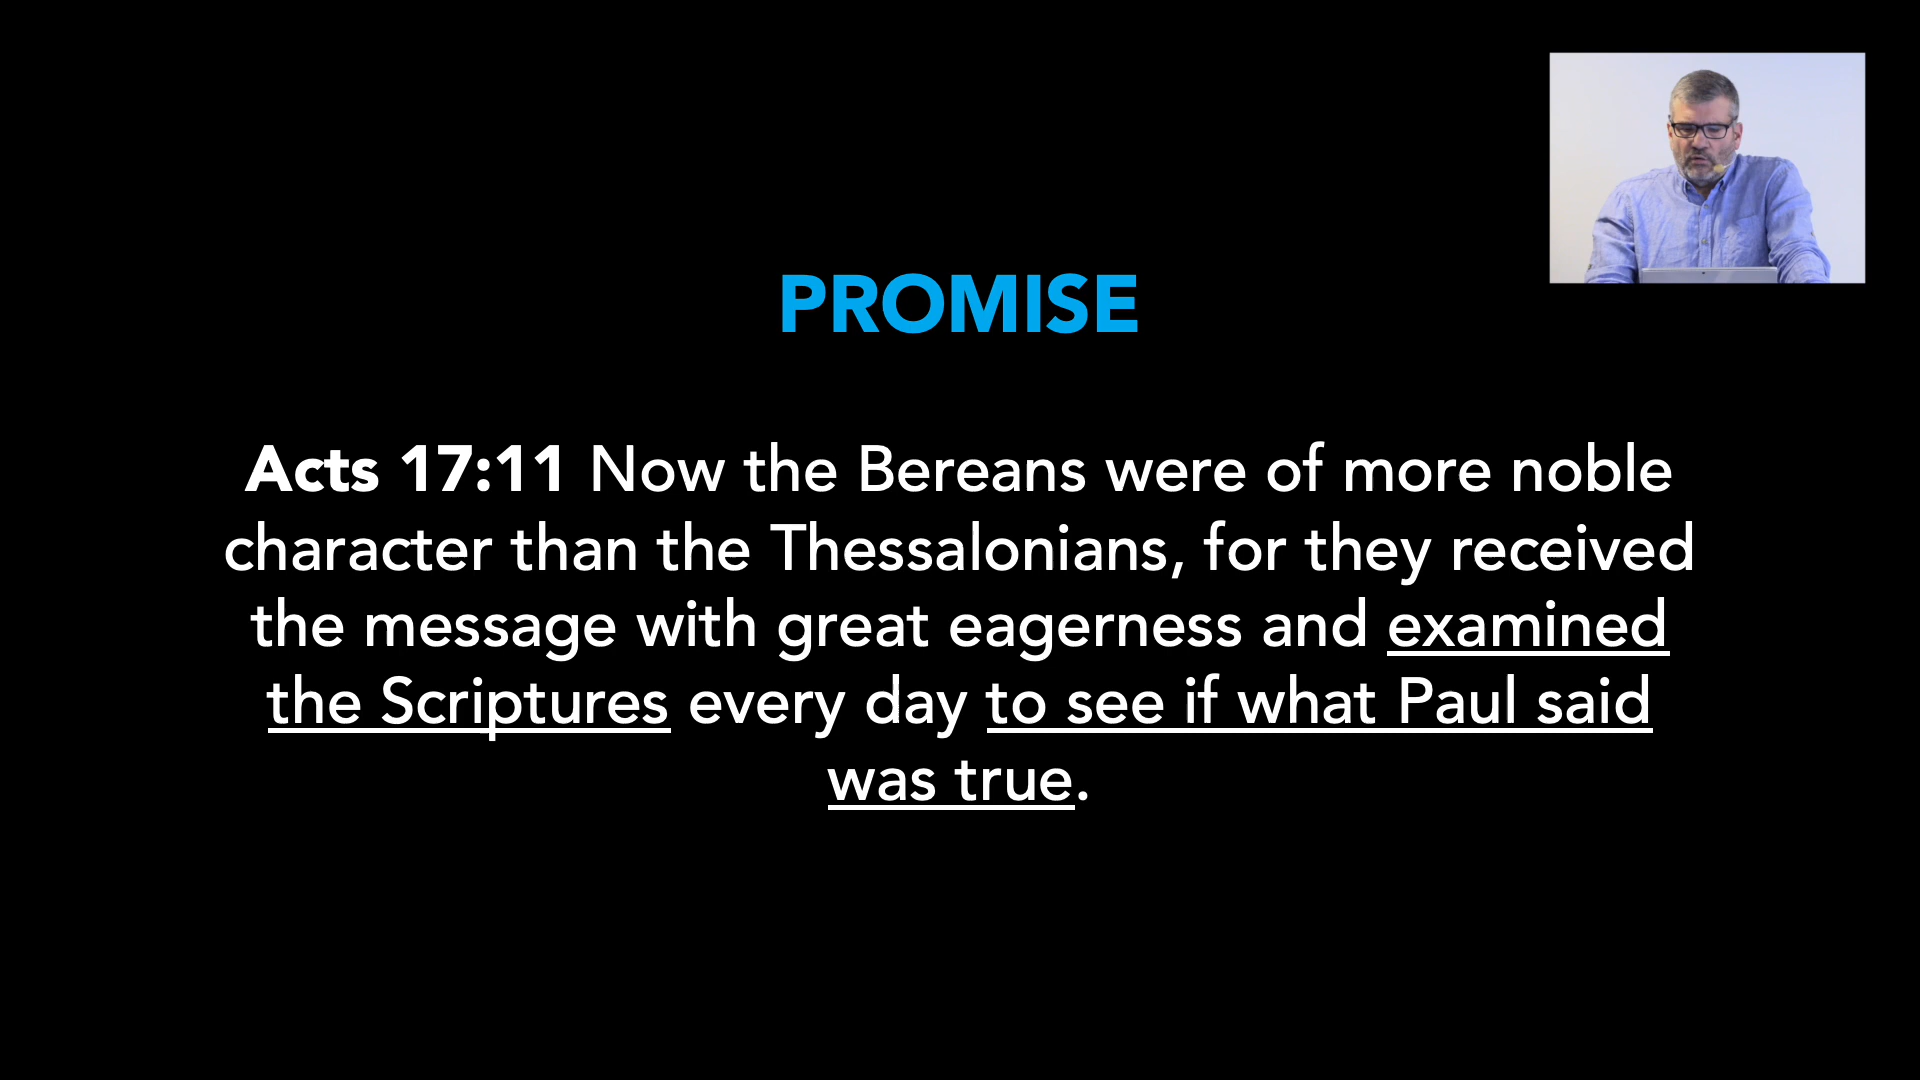 PROMISE
Acts 17:11 Now the Bereans were of more noble
character than the Thessalonians, for they received
the message with great eagerness and examined
the Scriptures every day to see if what Paul said
was true.